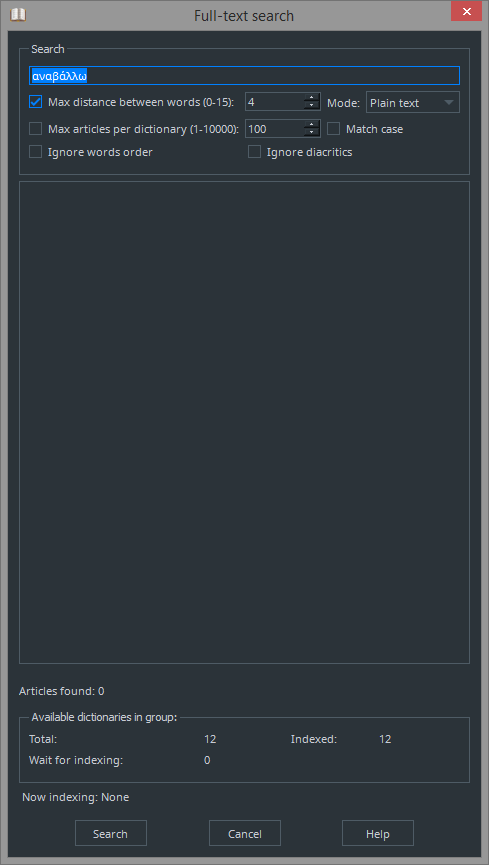 Full-text search
Search
αναβάλλω
Max distance between words (0-15): 4 Mode: Plain text
Max articles per dictionary (1-10000): 100 Match case
Ignore words order Ignore diacritics
Articles found: 0
Available dictionaries in group:
Total: 12 Indexed: 12
Wait for indexing: 0
Now indexing: None
Search Cancel Help